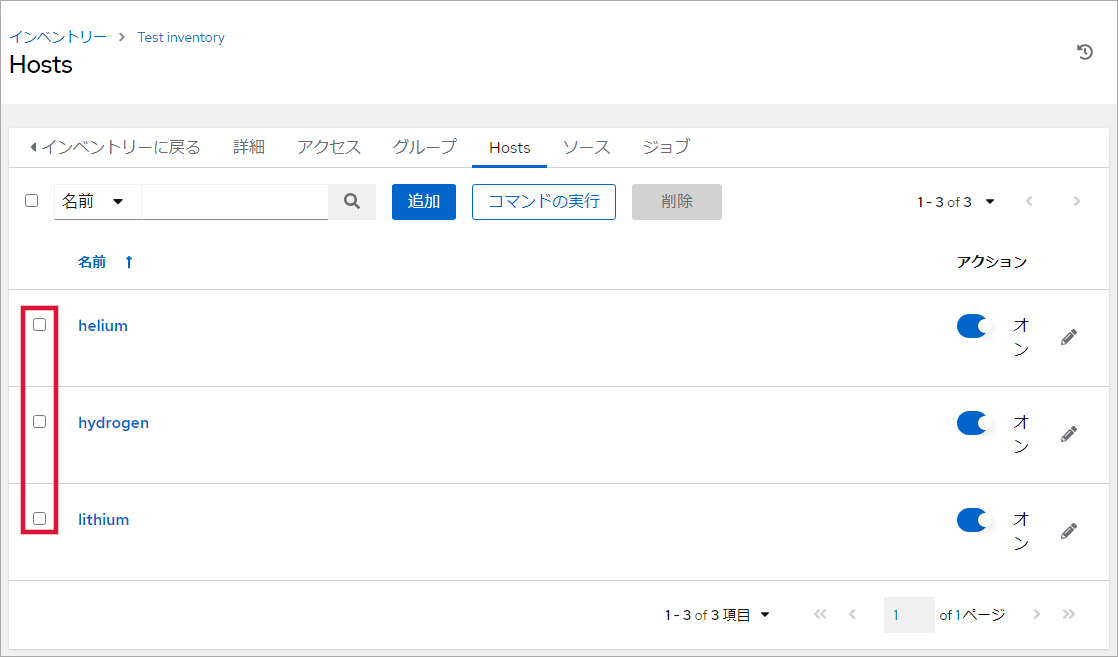 インベントリー > Test inventory
Hosts
インベントリーに戻る 詳細 アクセス グループ Hosts ソース ジョブ
名前 追加 コマンドの実行 削除 1 - 3 of 3
名前 アクション
helium オン
hydrogen オン
lithium オン
1 - 3 of 3 項目 1 of 1 ページ